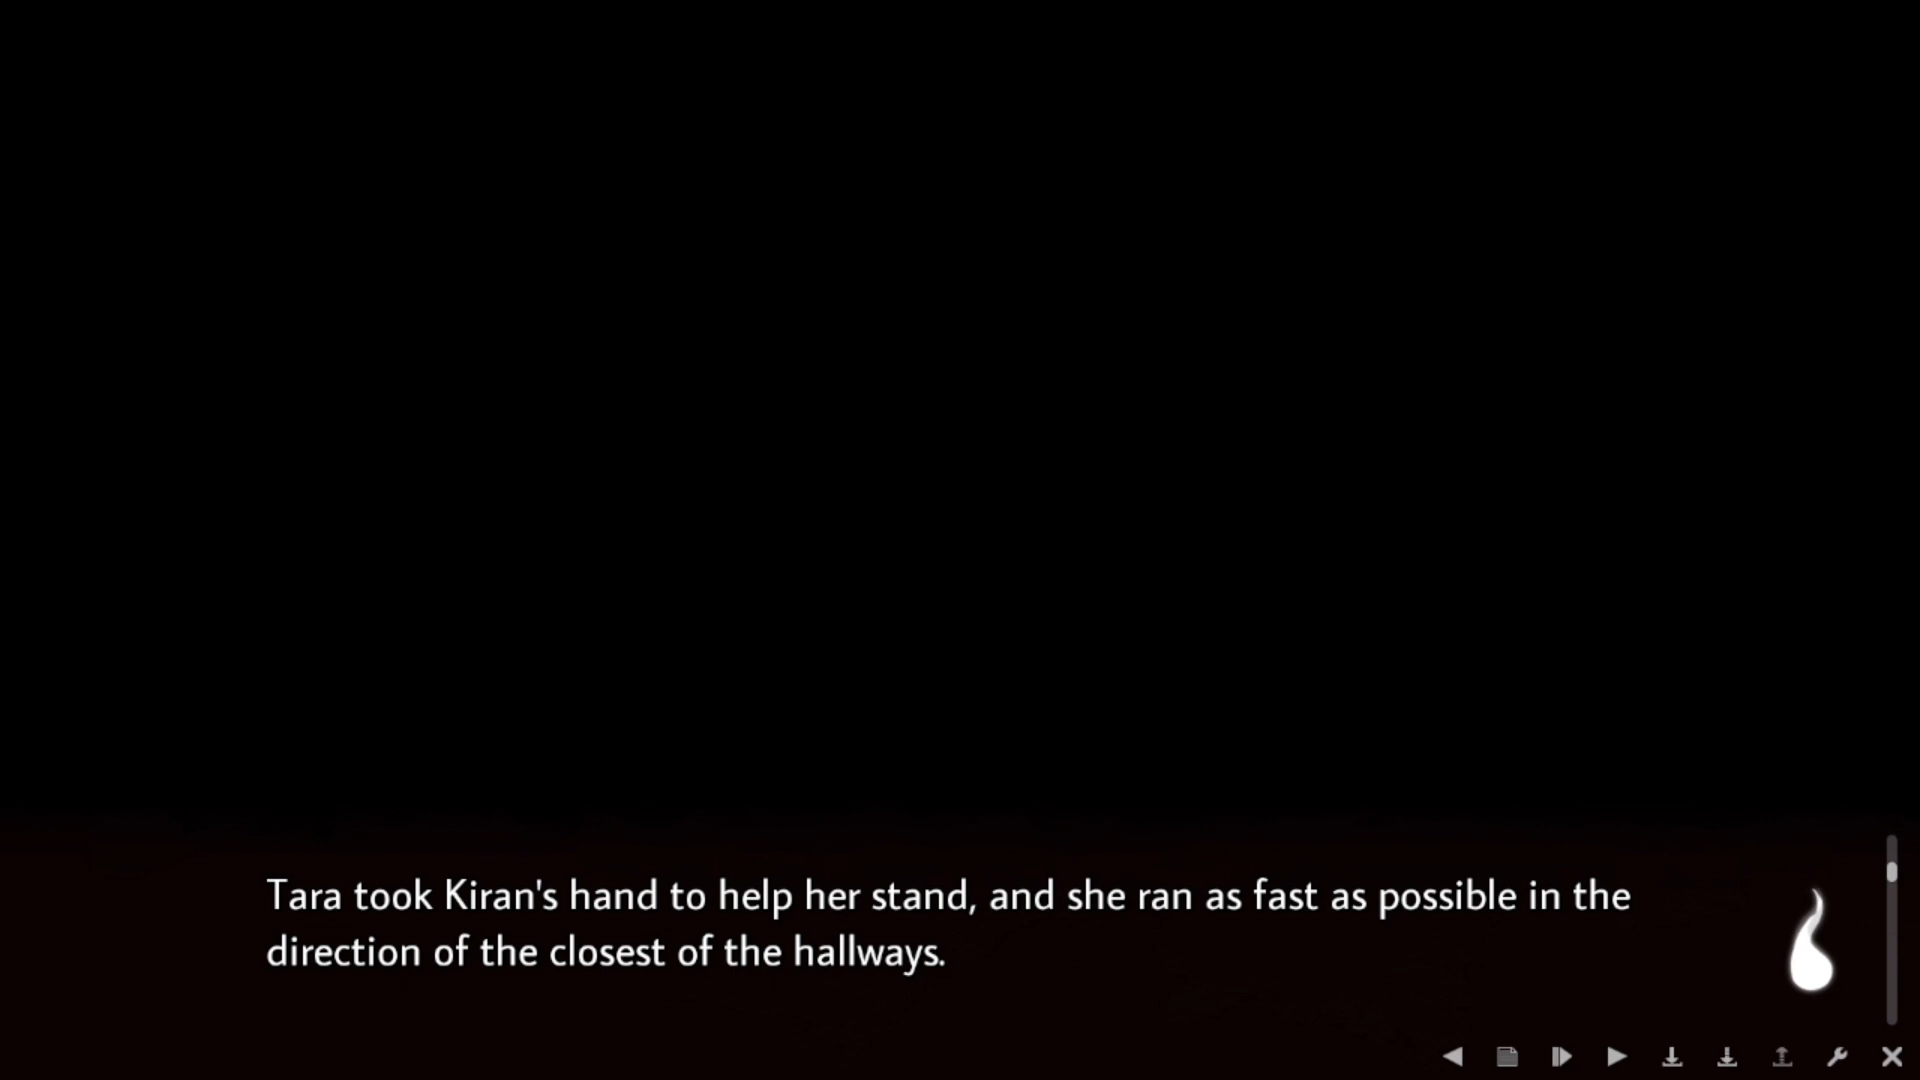 Tara took Kiran's hand to help her stand, and she ran as fast as possible in the
direction of the closest of the hallways.